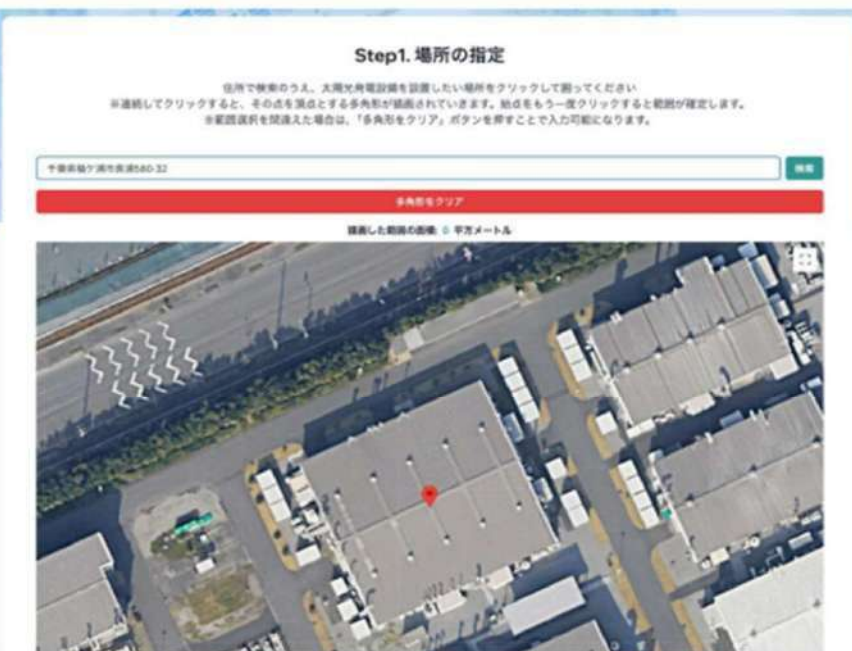 Step1. 場所の指定
住所で検索のうえ、太陽光発電設備を設置したい場所をクリックして囲ってください
※連続してクリックすると、その点を頂点とする多角形が描画されていきます。始点をもう一度クリックすると範囲が確定します。
※範囲選択を間違えた場合は、「多角形をクリア」ボタンを押すことで入力可能になります。
千葉県袖ケ浦市長浦580-32
検索
多角形をクリア
描画した範囲の面積: 0 平方メートル